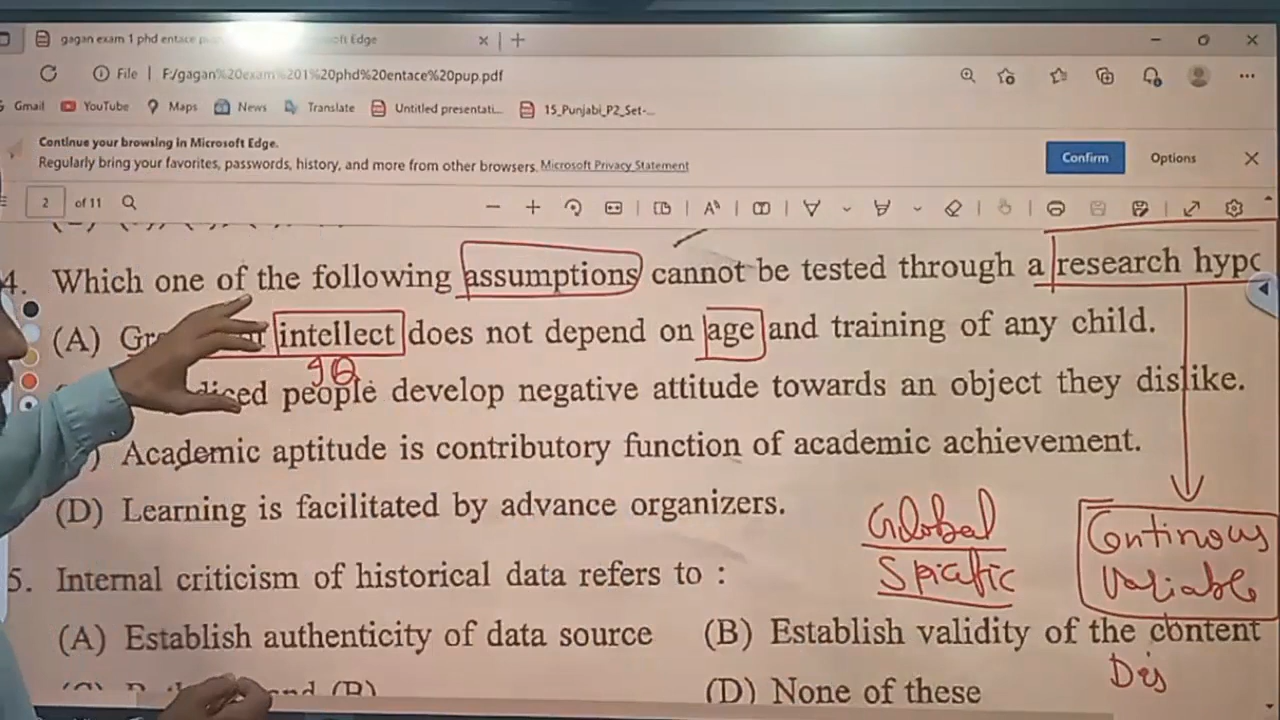 gagan exam 1 phd entace pu oft Edge
File F:/gagan%20exam%201%20phd%20entace%20pup.pdf
Gmail YouTube Maps News Translate Untitled presentati... 15_Punjabi_P2_Set-...
Continue your browsing in Microsoft Edge.
Regularly bring your favorites, passwords, history, and more from other browsers. Microsoft Privacy Statement
Confirm Options
2 of 11
4. Which one of the following assumptions cannot be tested through a research hypo
(A) intellect does not depend on age and training of any child.
IQ
diced people develop negative attitude towards an object they dislike.
) Academic aptitude is contributory function of academic achievement.
(D) Learning is facilitated by advance organizers.
Global
Spicific
Continous
Variable
5. Internal criticism of historical data refers to :
(A) Establish authenticity of data source (B) Establish validity of the content
Dis
and (B) (D) None of these